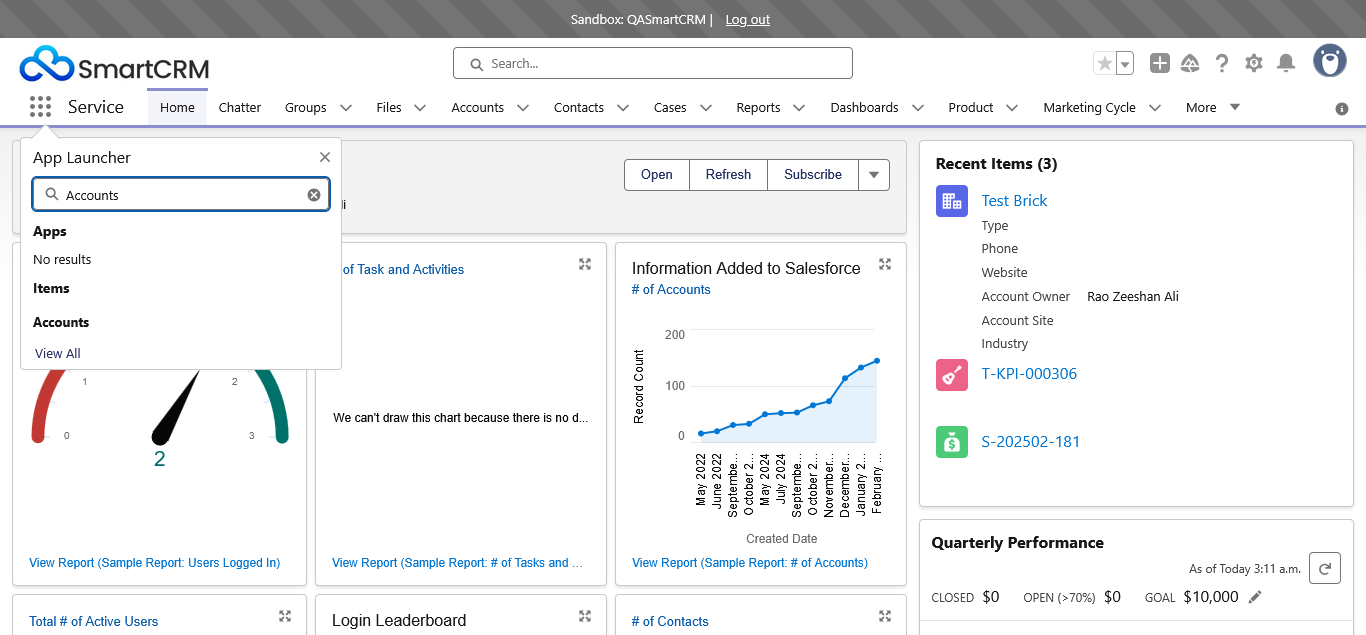 Sandbox: QASmartCRM | Log out
SmartCRM
Search...
Service
Home Chatter Groups Files Accounts Contacts Cases Reports Dashboards Product Marketing Cycle More
App Launcher
Accounts
Apps
No results
Items
Accounts
View All
li
Open Refresh Subscribe
1
2
0
3
2
View Report (Sample Report: Users Logged In)
of Task and Activities
We can't draw this chart because there is no d...
View Report (Sample Report: # of Tasks and ...
Information Added to Salesforce
# of Accounts
Record Count
200
100
0
May 2022
June 2022
Septembe...
October 2...
May 2024
July 2024
Septembe...
October 2...
November...
December...
January 2...
February ...
Created Date
View Report (Sample Report: # of Accounts)
Total # of Active Users
Login Leaderboard
# of Contacts
Recent Items (3)
Test Brick
Type
Phone
Website
Account Owner Rao Zeeshan Ali
Account Site
Industry
T-KPI-000306
S-202502-181
Quarterly Performance
As of Today 3:11 a.m.
CLOSED $0 OPEN (>70%) $0 GOAL $10,000